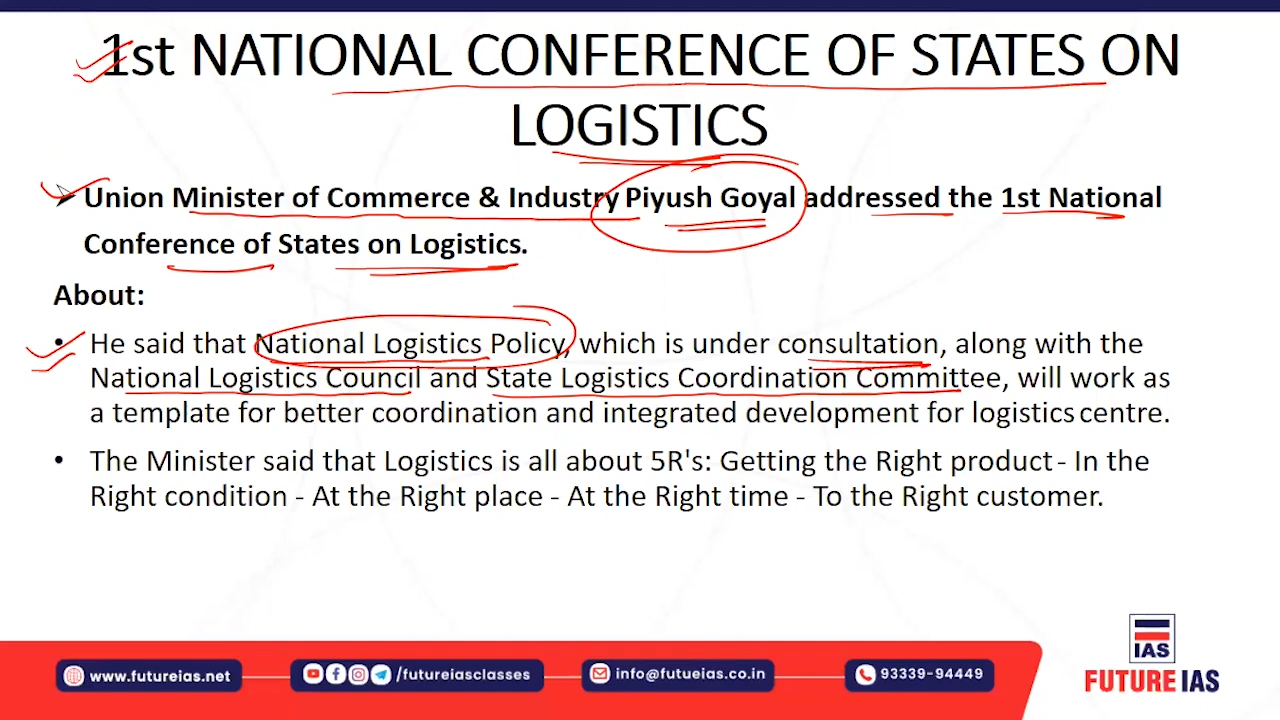 1st NATIONAL CONFERENCE OF STATES ON
LOGISTICS
➢ Union Minister of Commerce & Industry Piyush Goyal addressed the 1st National
Conference of States on Logistics.
About:
• He said that National Logistics Policy, which is under consultation, along with the
National Logistics Council and State Logistics Coordination Committee, will work as
a template for better coordination and integrated development for logistics centre.
• The Minister said that Logistics is all about 5R's: Getting the Right product - In the
Right condition - At the Right place - At the Right time - To the Right customer.
IAS
FUTURE IAS
www.futureias.net
/futureiasclasses
info@futueias.co.in
93339-94449